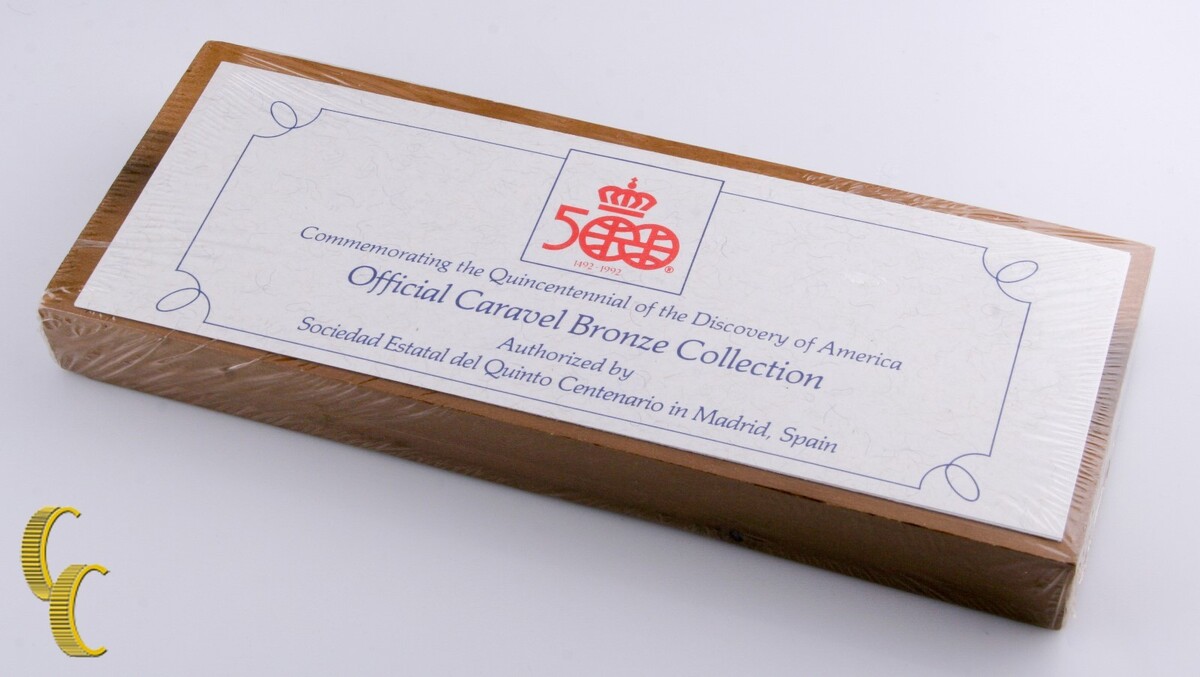 500
1492-1992 ®
Commemorating the Quincentennial of the Discovery of America
Official Caravel Bronze Collection
Authorized by
Sociedad Estatal del Quinto Centenario in Madrid, Spain
CC